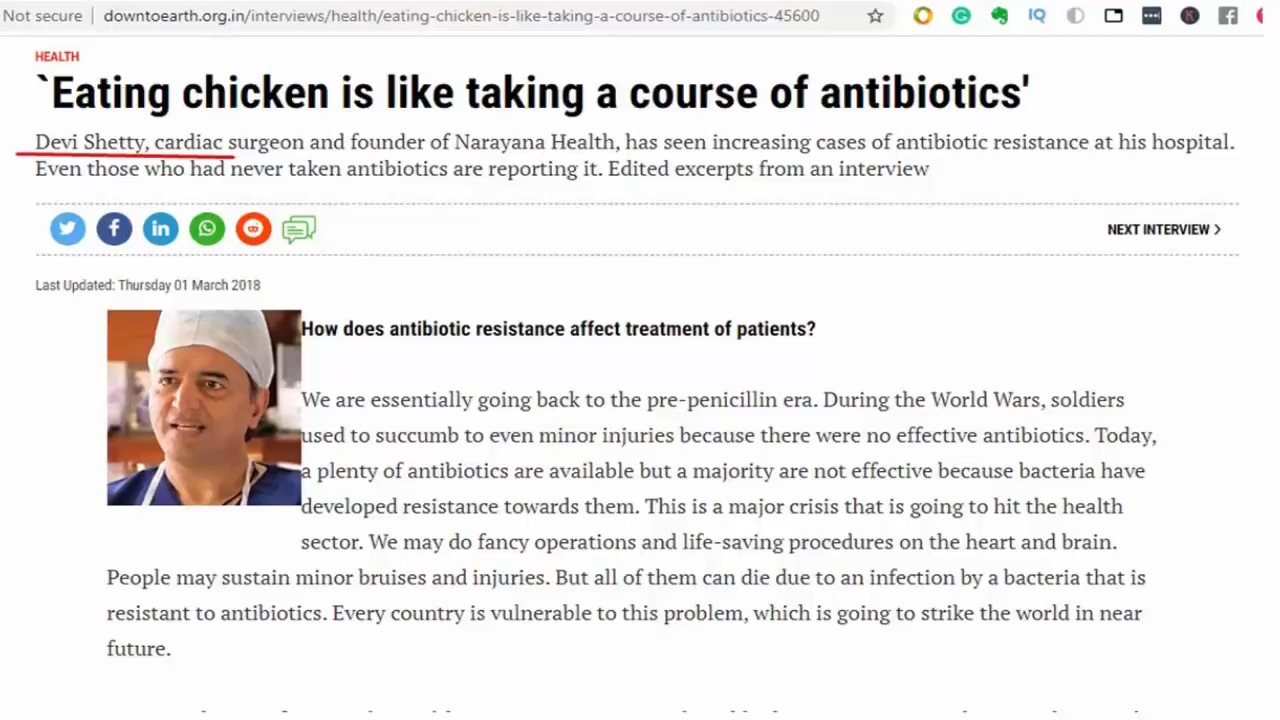 Not secure | downtoearth.org.in/interviews/health/eating-chicken-is-like-taking-a-course-of-antibiotics-45600
HEALTH
`Eating chicken is like taking a course of antibiotics'
Devi Shetty, cardiac surgeon and founder of Narayana Health, has seen increasing cases of antibiotic resistance at his hospital.
Even those who had never taken antibiotics are reporting it. Edited excerpts from an interview
NEXT INTERVIEW >
Last Updated: Thursday 01 March 2018
How does antibiotic resistance affect treatment of patients?
We are essentially going back to the pre-penicillin era. During the World Wars, soldiers
used to succumb to even minor injuries because there were no effective antibiotics. Today,
a plenty of antibiotics are available but a majority are not effective because bacteria have
developed resistance towards them. This is a major crisis that is going to hit the health
sector. We may do fancy operations and life-saving procedures on the heart and brain.
People may sustain minor bruises and injuries. But all of them can die due to an infection by a bacteria that is
resistant to antibiotics. Every country is vulnerable to this problem, which is going to strike the world in near
future.